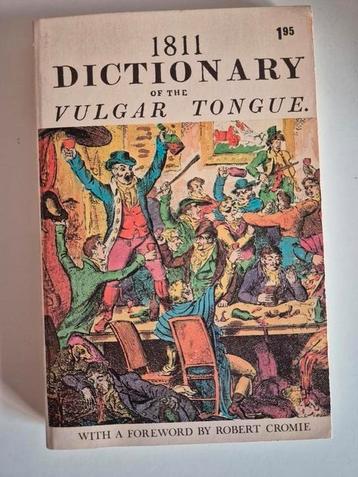 1811
1 95
DICTIONARY
OF THE
VULGAR TONGUE.
WITH A FOREWORD BY ROBERT CROMIE